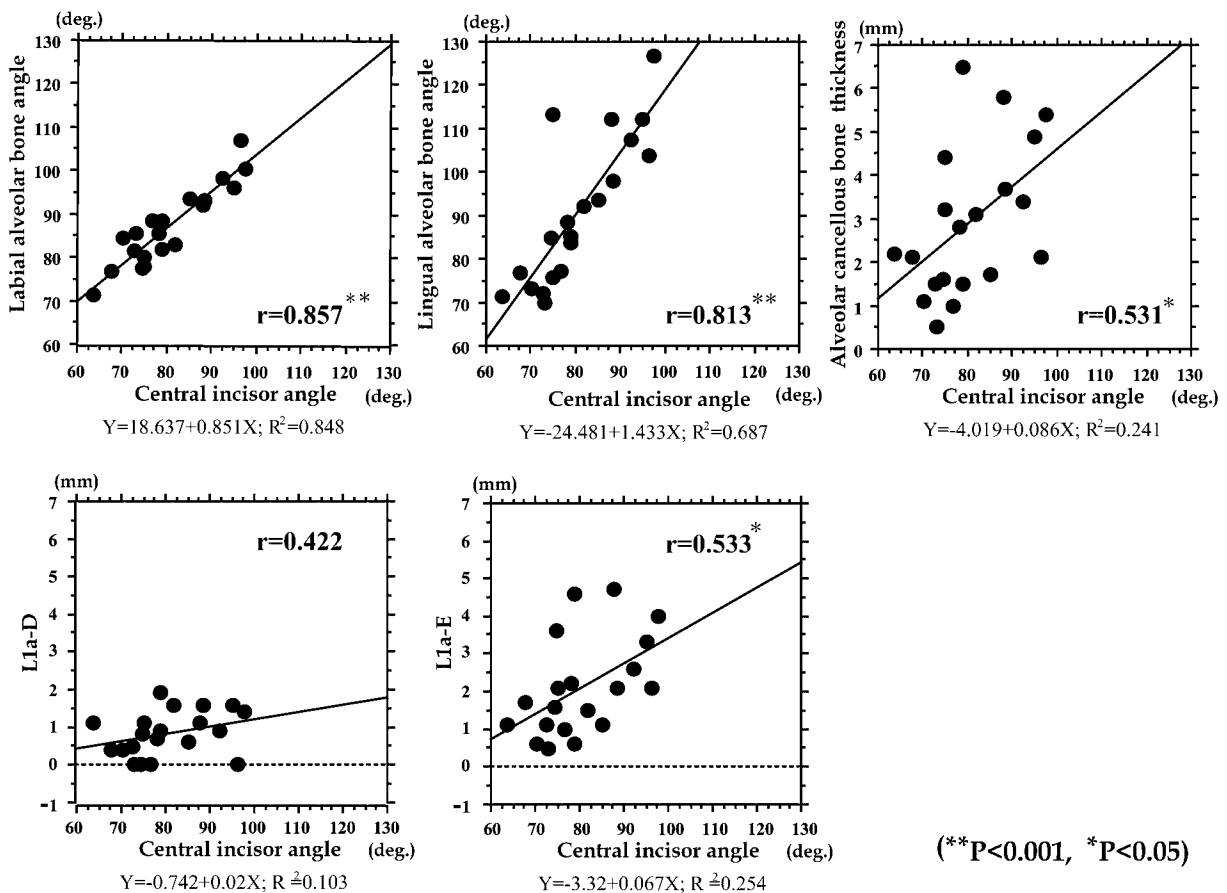 (deg.)
Labial alveolar bone angle
130
120
110
100
90
80
70
60
r=0.857**
60 70 80 90 100 110 120 130
Central incisor angle (deg.)
Y=18.637+0.851X; R²=0.848
(deg.)
Lingual alveolar bone angle
130
120
110
100
90
80
70
60
r=0.813**
60 70 80 90 100 110 120 130
Central incisor angle (deg.)
Y=-24.481+1.433X; R²=0.687
(mm)
Alveolar cancellous bone thickness
7
6
5
4
3
2
1
0
r=0.531*
60 70 80 90 100 110 120 130
Central incisor angle (deg.)
Y=-4.019+0.086X; R²=0.241
(mm)
L1a-D
7
6
5
4
3
2
1
0
-1
r=0.422
60 70 80 90 100 110 120 130
Central incisor angle (deg.)
Y=-0.742+0.02X; R²=0.103
(mm)
L1a-E
7
6
5
4
3
2
1
0
-1
r=0.533*
60 70 80 90 100 110 120 130
Central incisor angle (deg.)
Y=-3.32+0.067X; R²=0.254
(**P<0.001, *P<0.05)